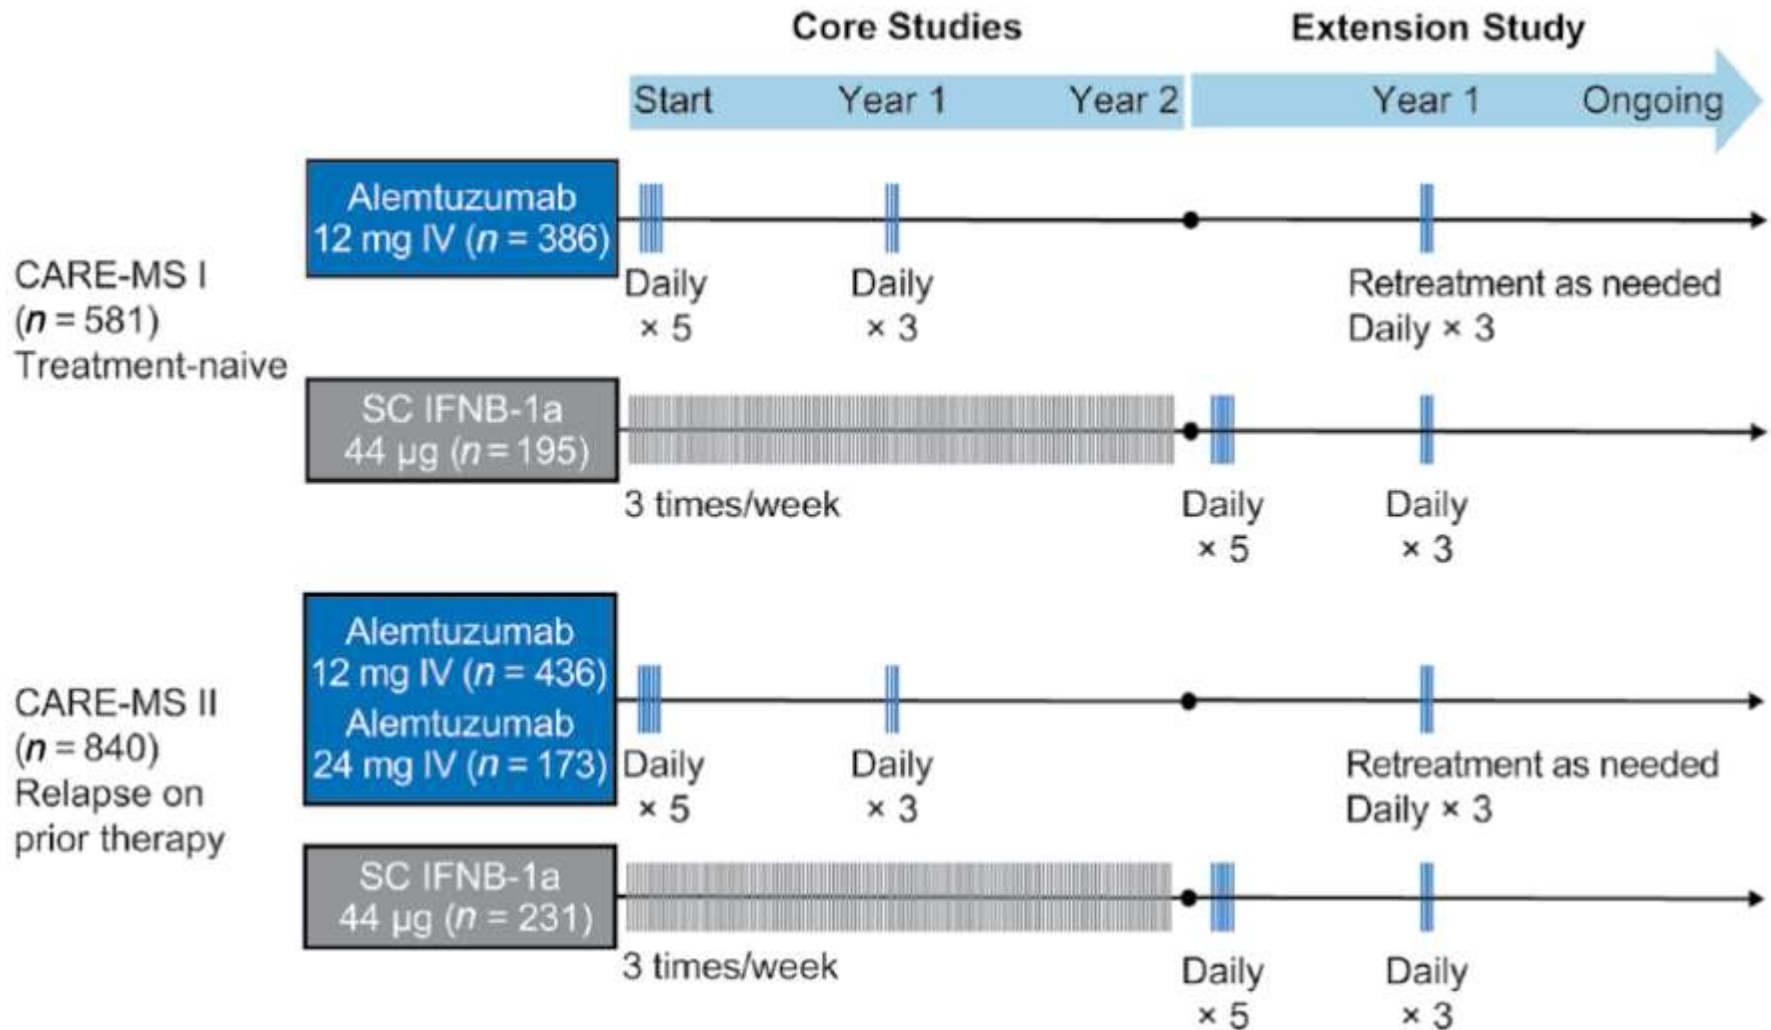 Core Studies
Extension Study
Start Year 1 Year 2 Year 1 Ongoing
CARE-MS I
(n = 581)
Treatment-naive
Alemtuzumab
12 mg IV (n = 386)
Daily
× 5
Daily
× 3
Retreatment as needed
Daily × 3
SC IFNB-1a
44 µg (n = 195)
3 times/week
Daily
× 5
Daily
× 3
CARE-MS II
(n = 840)
Relapse on
prior therapy
Alemtuzumab
12 mg IV (n = 436)
Alemtuzumab
24 mg IV (n = 173)
Daily
× 5
Daily
× 3
Retreatment as needed
Daily × 3
SC IFNB-1a
44 µg (n = 231)
3 times/week
Daily
× 5
Daily
× 3